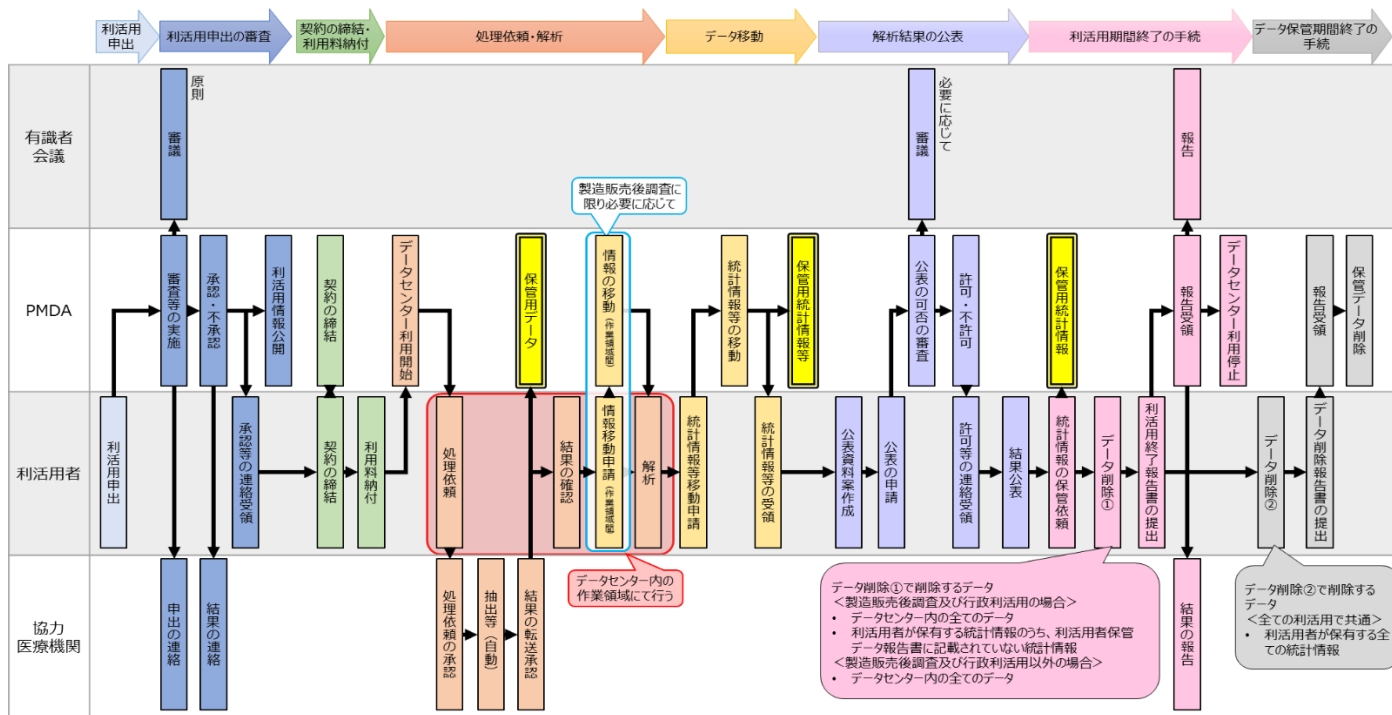 利活用
申出
利活用申出の審査
契約の締結・
利用料納付
処理依頼・解析
データ移動
解析結果の公表
利活用期間終了の手続
データ保管期間終了の
手続
有識者
会議
審議
原則
審議
必要に応じて
報告
製造販売後調査に
限り必要に応じて
PMDA
審査等の実施
承認・不承認
利活用情報公開
契約の締結
データセンター利用開始
保管用データ
情報の移動(作業領域間)
統計情報等の移動
保管用統計情報等
公表の可否の審査
許可・不許可
保管用統計情報
報告受領
データセンター利用停止
報告受領
保管データ削除
利活用者
利活用申出
承認等の連絡受領
契約の締結
利用料納付
処理依頼
結果の確認
情報移動申請(作業領域間)
解析
統計情報等移動申請
統計情報等の受領
公表資料案作成
公表の申請
許可等の連絡受領
結果公表
統計情報の保管依頼
データ削除①
利活用終了報告書の提出
データ削除②
データ削除報告書の提出
協力
医療機関
申出の連絡
結果の連絡
処理依頼の承認
抽出等(自動)
結果の転送承認
データセンター内の
作業領域にて行う
データ削除①で削除するデータ
<製造販売後調査及び行政利活用の場合>
• データセンター内の全てのデータ
• 利活用者が保有する統計情報のうち、利活用者保管
データ報告書に記載されていない統計情報
<製造販売後調査及び行政利活用以外の場合>
• データセンター内の全てのデータ
結果の報告
データ削除②で削除する
データ
<全ての利活用で共通>
• 利活用者が保有する全
ての統計情報